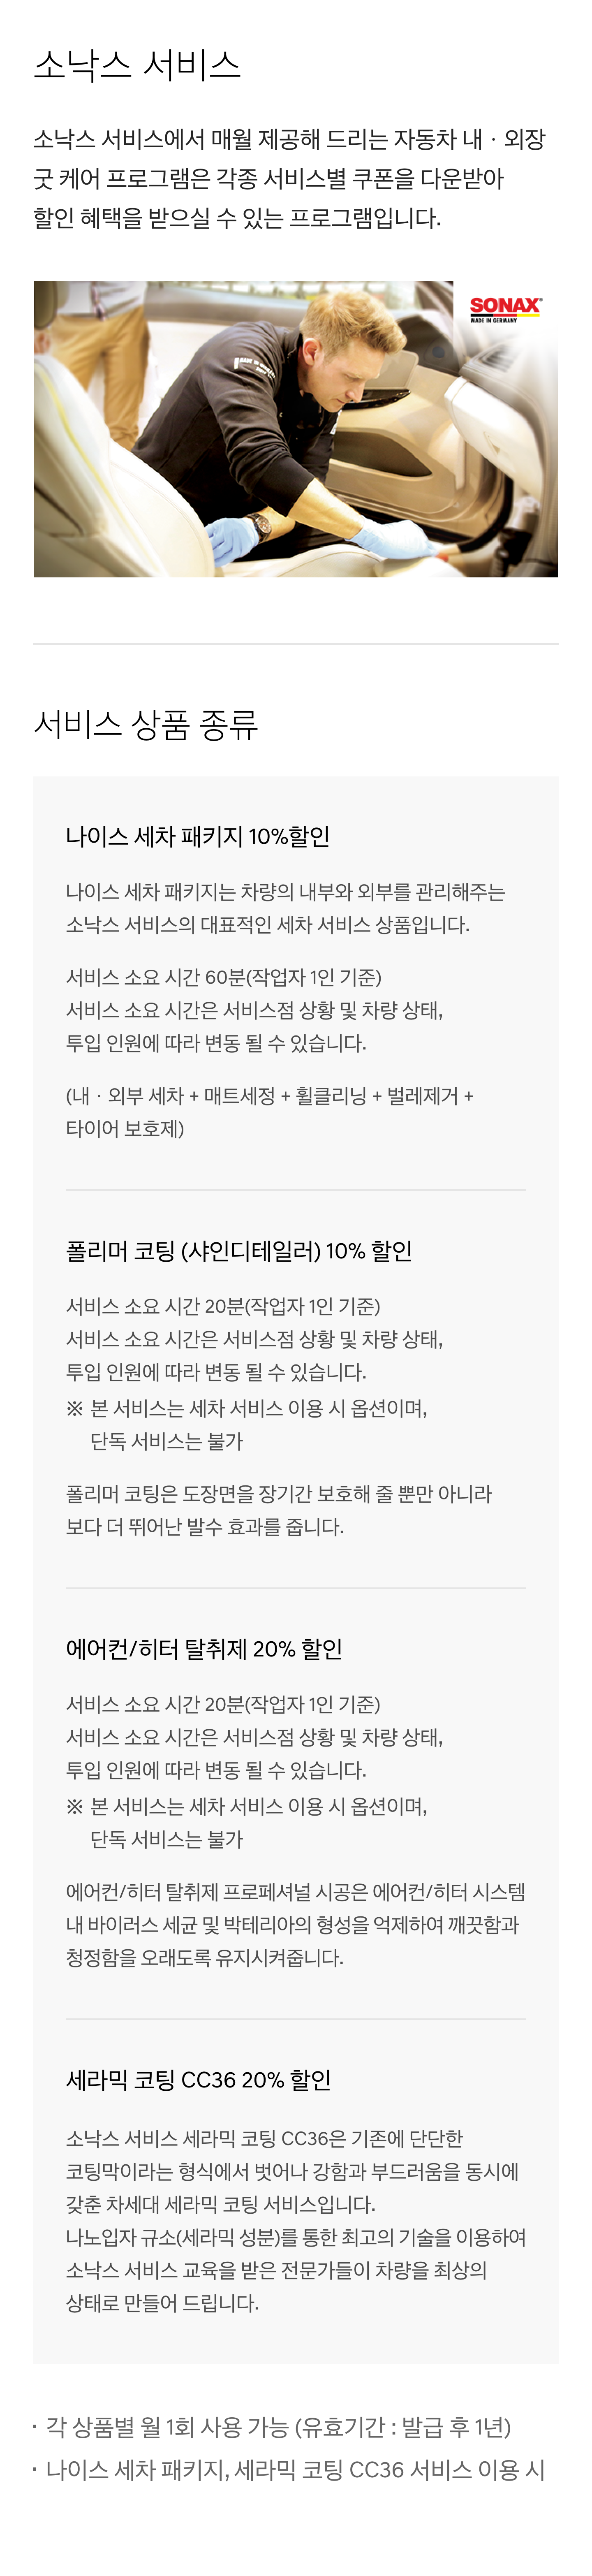 소낙스 서비스
소낙스 서비스에서 매월 제공해 드리는 자동차 내 · 외장
굿 케어 프로그램은 각종 서비스별 쿠폰을 다운받아
할인 혜택을 받으실 수 있는 프로그램입니다.
SONAX
MADE IN GERMANY
서비스 상품 종류
나이스 세차 패키지 10%할인
나이스 세차 패키지는 차량의 내부와 외부를 관리해주는
소낙스 서비스의 대표적인 세차 서비스 상품입니다.
서비스 소요 시간 60분(작업자 1인 기준)
서비스 소요 시간은 서비스점 상황 및 차량 상태,
투입 인원에 따라 변동 될 수 있습니다.
(내 · 외부 세차 + 매트세정 + 휠클리닝 + 벌레제거 +
타이어 보호제)
폴리머 코팅 (샤인디테일러) 10% 할인
서비스 소요 시간 20분(작업자 1인 기준)
서비스 소요 시간은 서비스점 상황 및 차량 상태,
투입 인원에 따라 변동 될 수 있습니다.
※ 본 서비스는 세차 서비스 이용 시 옵션이며,
단독 서비스는 불가
폴리머 코팅은 도장면을 장기간 보호해 줄 뿐만 아니라
보다 더 뛰어난 발수 효과를 줍니다.
에어컨/히터 탈취제 20% 할인
서비스 소요 시간 20분(작업자 1인 기준)
서비스 소요 시간은 서비스점 상황 및 차량 상태,
투입 인원에 따라 변동 될 수 있습니다.
※ 본 서비스는 세차 서비스 이용 시 옵션이며,
단독 서비스는 불가
에어컨/히터 탈취제 프로페셔널 시공은 에어컨/히터 시스템
내 바이러스 세균 및 박테리아의 형성을 억제하여 깨끗함과
청정함을 오래도록 유지시켜줍니다.
세라믹 코팅 CC36 20% 할인
소낙스 서비스 세라믹 코팅 CC36은 기존에 단단한
코팅막이라는 형식에서 벗어나 강함과 부드러움을 동시에
갖춘 차세대 세라믹 코팅 서비스입니다.
나노입자 규소(세라믹 성분)를 통한 최고의 기술을 이용하여
소낙스 서비스 교육을 받은 전문가들이 차량을 최상의
상태로 만들어 드립니다.
· 각 상품별 월 1회 사용 가능 (유효기간 : 발급 후 1년)
· 나이스 세차 패키지, 세라믹 코팅 CC36 서비스 이용 시